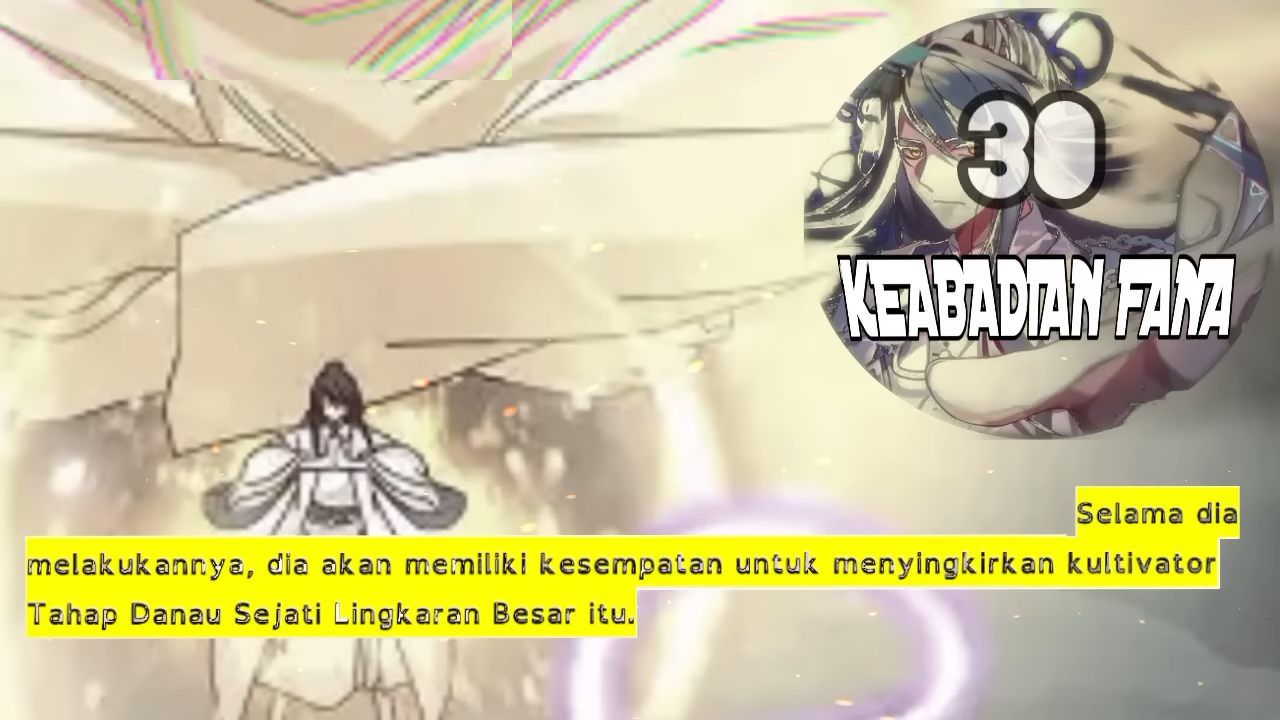 30
KEABADIAN FANA
Selama dia
melakukannya, dia akan memiliki kesempatan untuk menyingkirkan kultivator
Tahap Danau Sejati Lingkaran Besar itu.